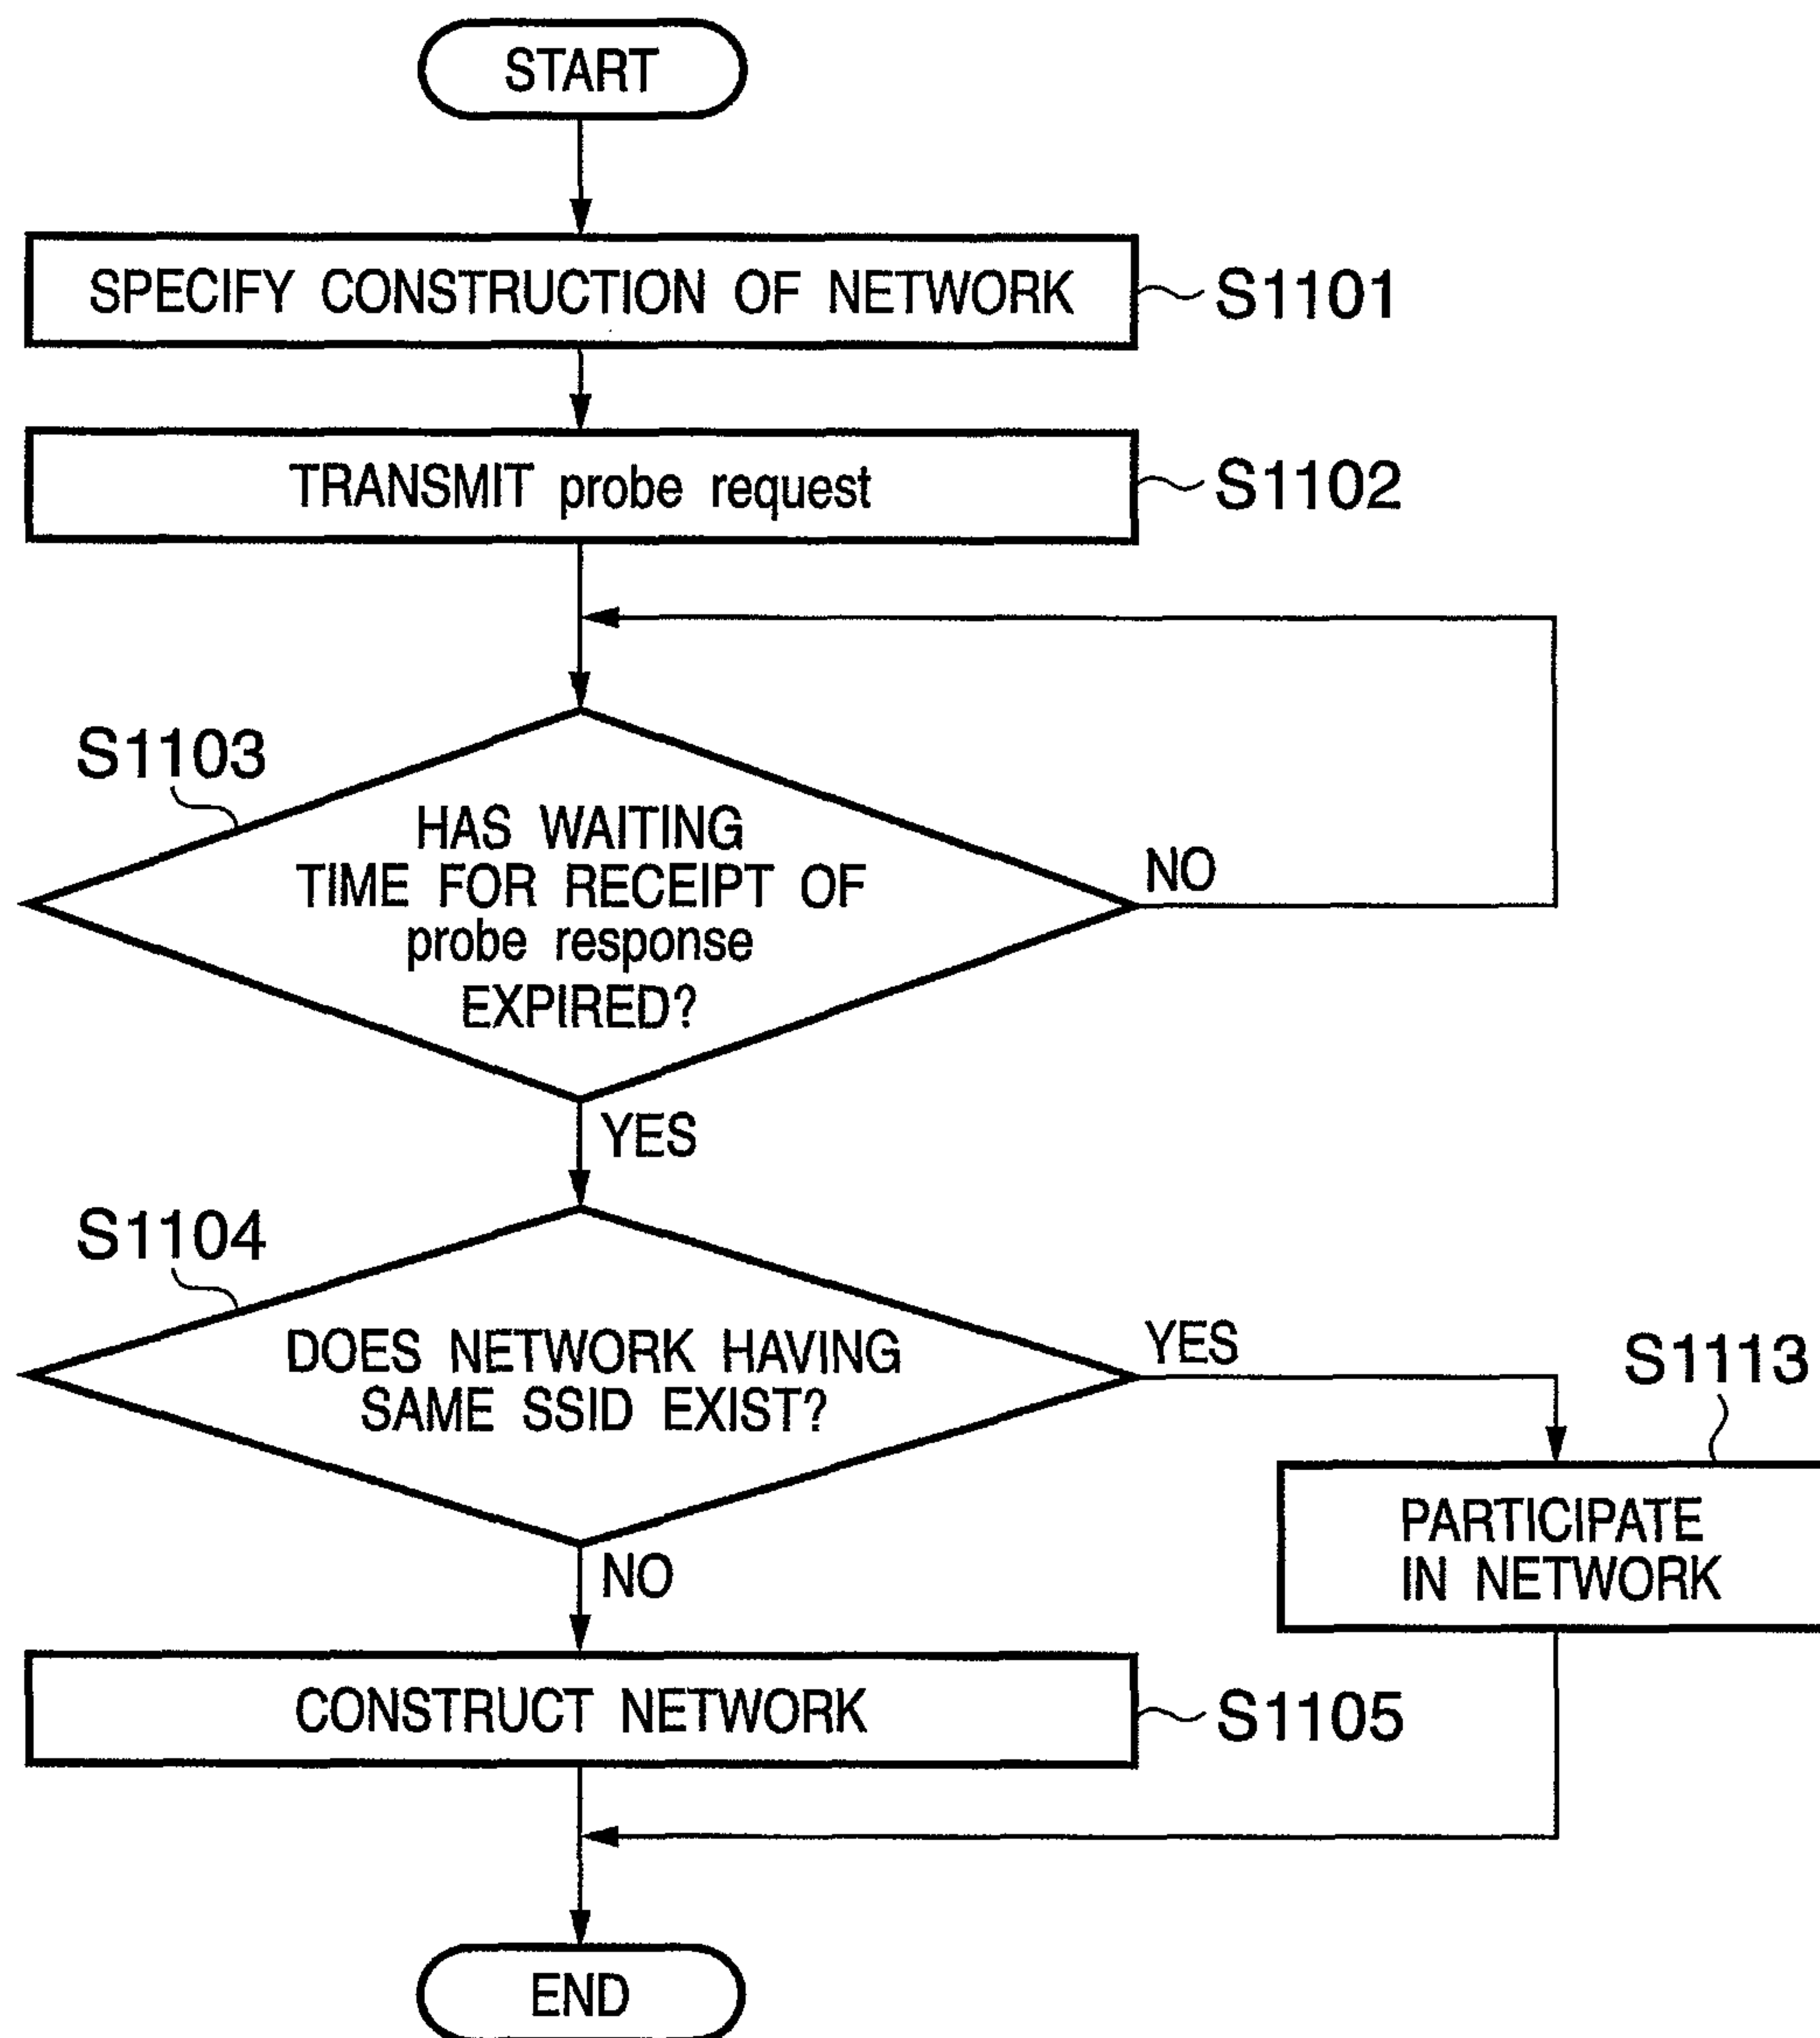 START
SPECIFY CONSTRUCTION OF NETWORK
S1101
TRANSMIT probe request
S1102
S1103
HAS WAITING
TIME FOR RECEIPT OF
probe response
EXPIRED?
NO
YES
S1104
DOES NETWORK HAVING
SAME SSID EXIST?
YES
S1113
PARTICIPATE
IN NETWORK
NO
CONSTRUCT NETWORK
S1105
END